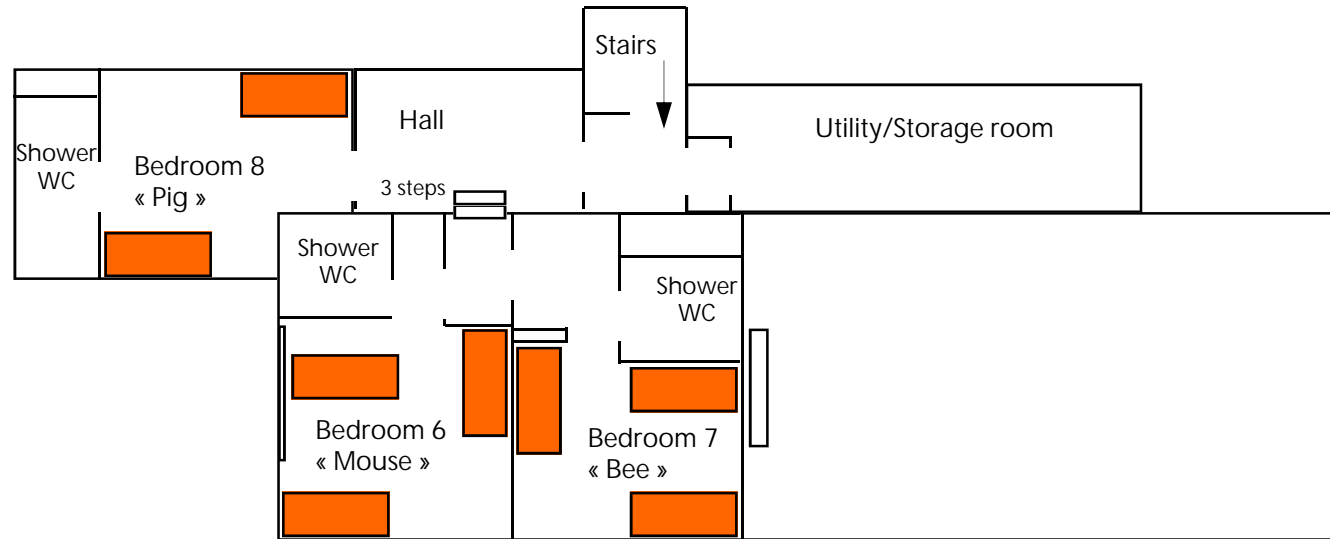 Stairs
Hall
Utility/Storage room
Shower
WC
Bedroom 8
« Pig »
3 steps
Shower
WC
Shower
WC
Bedroom 6
« Mouse »
Bedroom 7
« Bee »